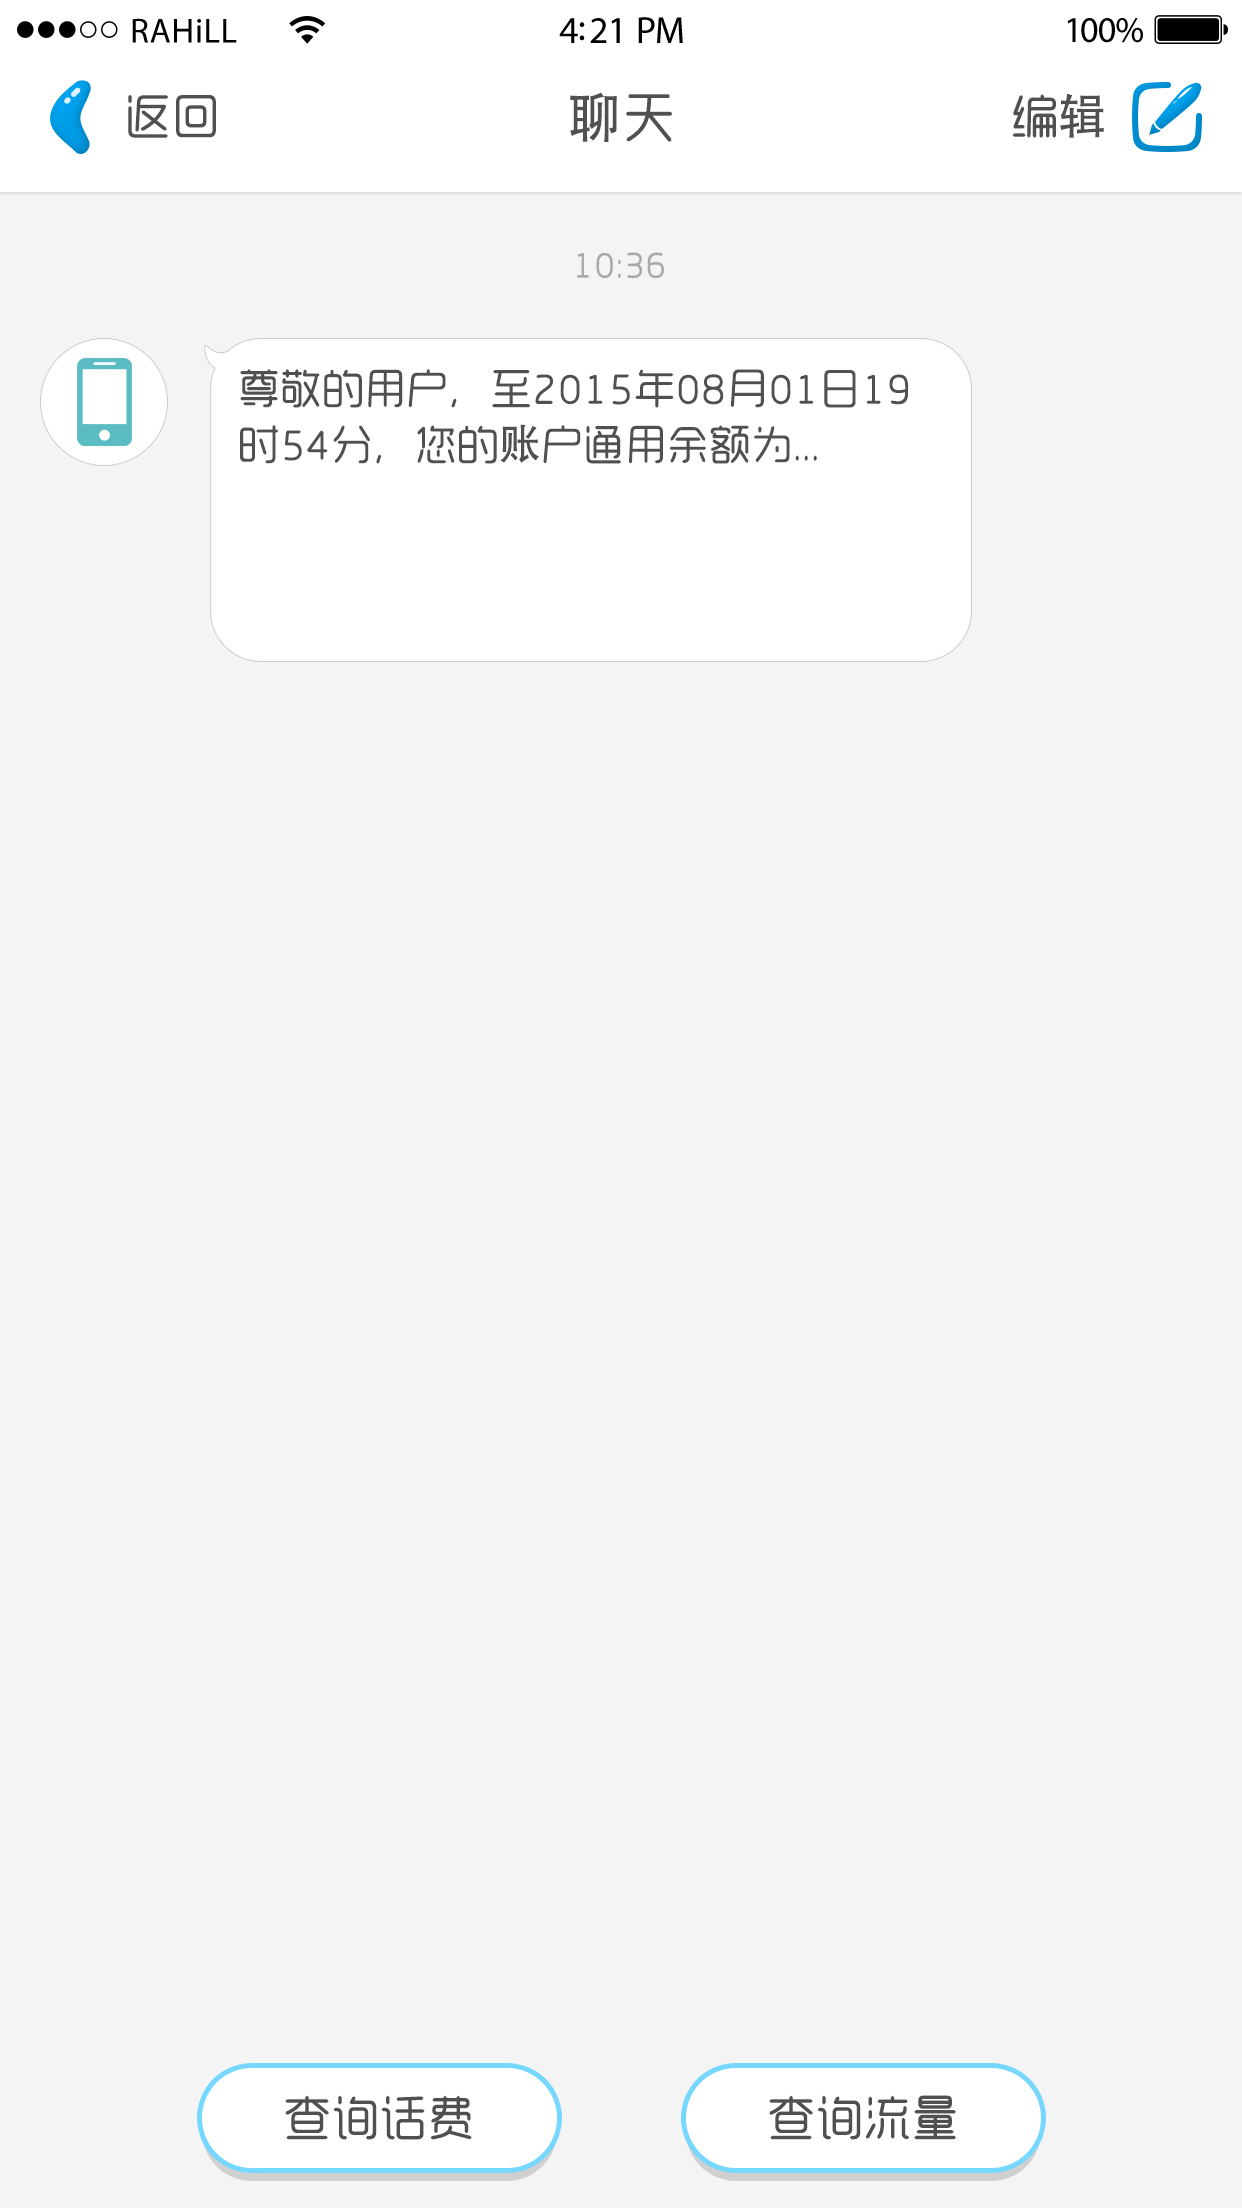 RAHiLL 4:21 PM 100%
返回 聊天 编辑
10:36
尊敬的用户，至2015年08月01日19
时54分，您的账户通用余额为...
查询话费 查询流量